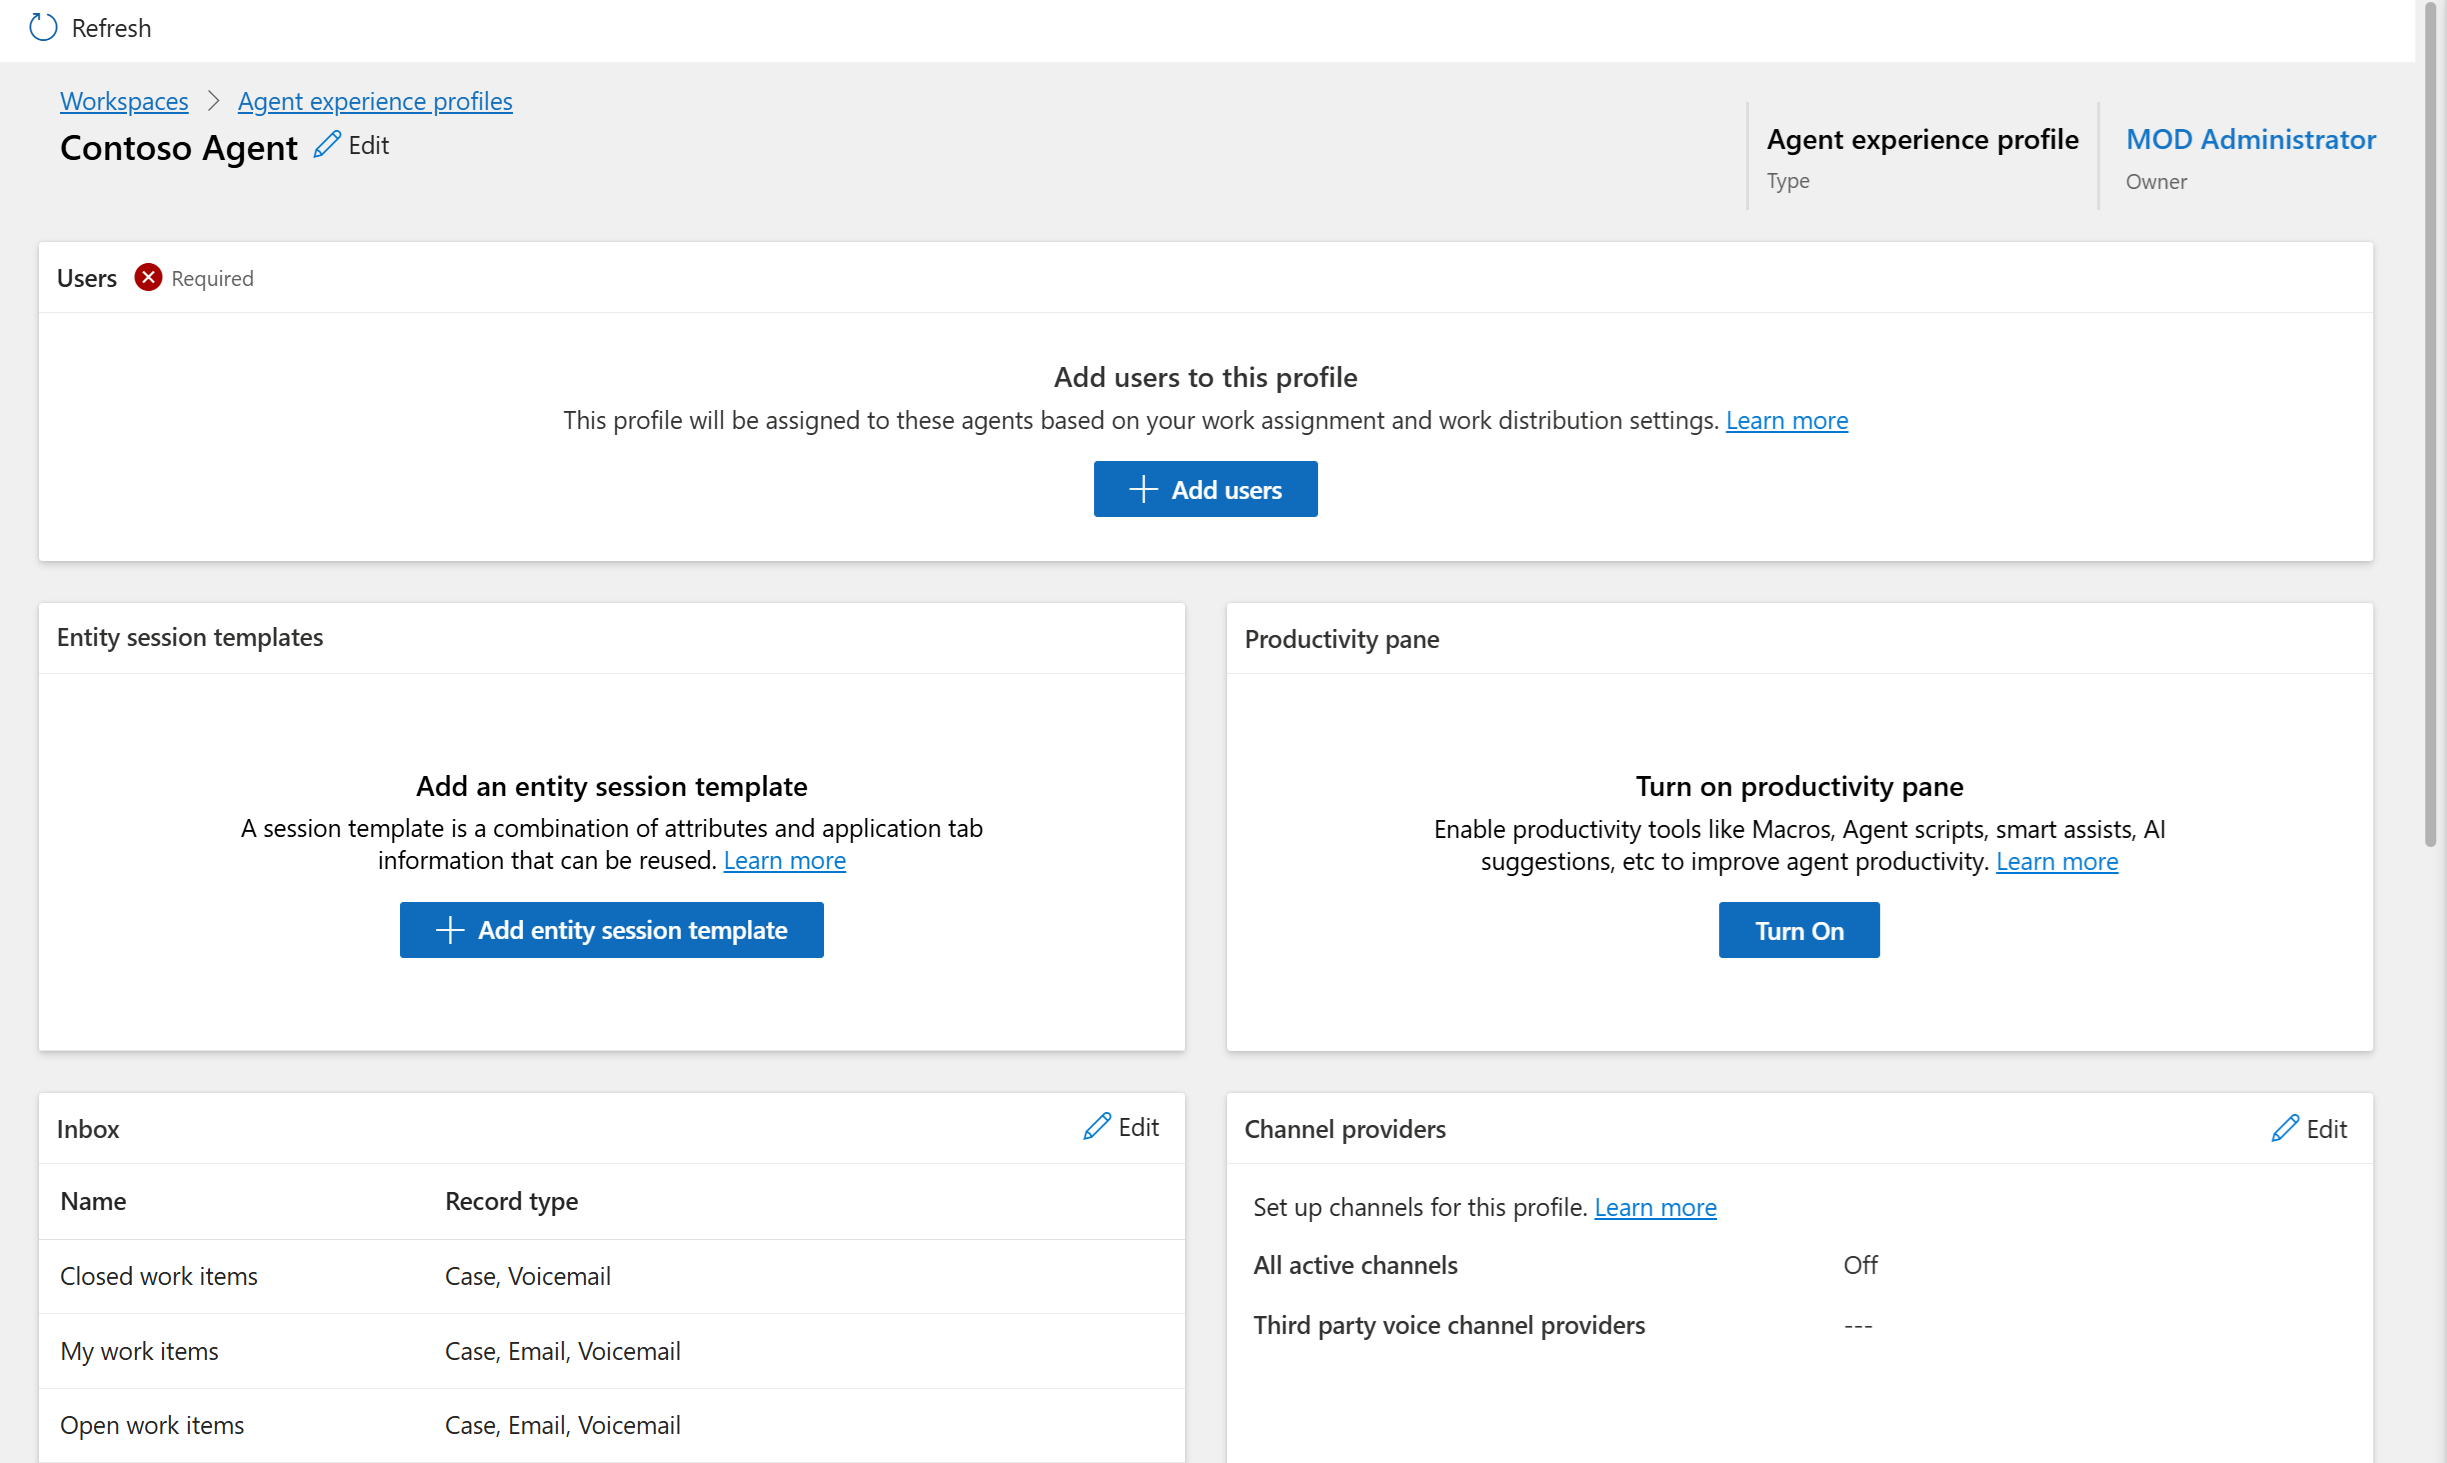 Refresh
Workspaces > Agent experience profiles
Contoso Agent Edit
Agent experience profile
Type
MOD Administrator
Owner
Users Required
Add users to this profile
This profile will be assigned to these agents based on your work assignment and work distribution settings. Learn more
+ Add users
Entity session templates
Add an entity session template
A session template is a combination of attributes and application tab
information that can be reused. Learn more
+ Add entity session template
Productivity pane
Turn on productivity pane
Enable productivity tools like Macros, Agent scripts, smart assists, AI
suggestions, etc to improve agent productivity. Learn more
Turn On
Inbox Edit
Name Record type
Closed work items Case, Voicemail
My work items Case, Email, Voicemail
Open work items Case, Email, Voicemail
Channel providers Edit
Set up channels for this profile. Learn more
All active channels Off
Third party voice channel providers ---